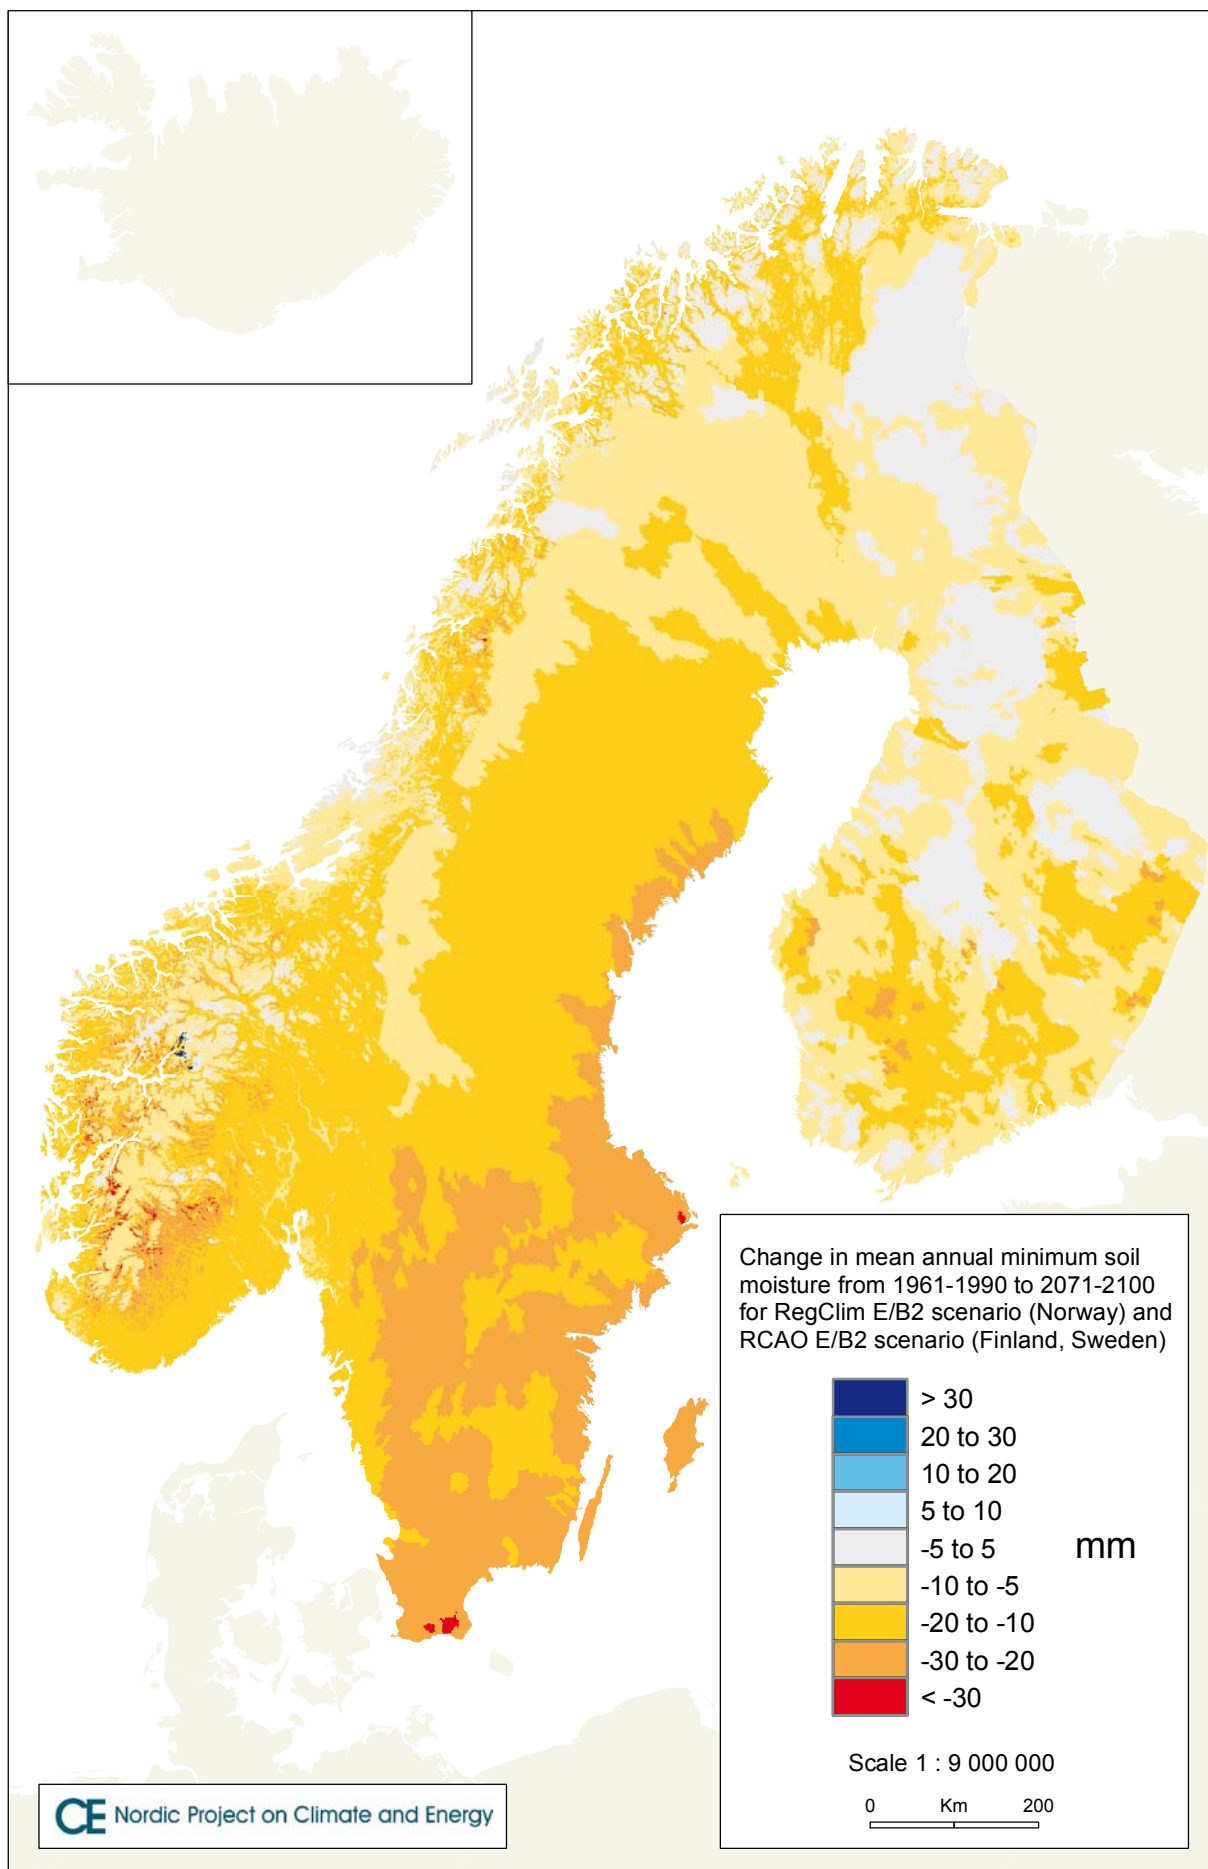 Change in mean annual minimum soil
moisture from 1961-1990 to 2071-2100
for RegClim E/B2 scenario (Norway) and
RCAO E/B2 scenario (Finland, Sweden)
> 30
20 to 30
10 to 20
5 to 10
-5 to 5 mm
-10 to -5
-20 to -10
-30 to -20
< -30
Scale 1 : 9 000 000
0 Km 200
CE Nordic Project on Climate and Energy